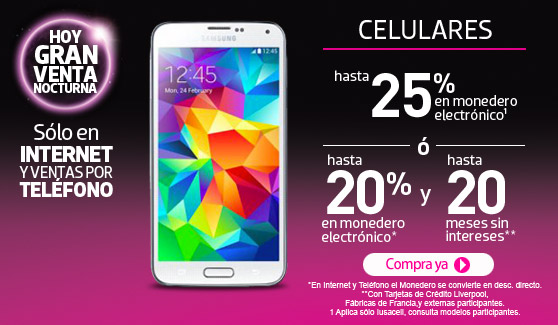 HOY
GRAN
VENTA
NOCTURNA
Sólo en
INTERNET
Y VENTAS POR
TELÉFONO
SAMSUNG
12:45
12:45
Mon, 24 February
CELULARES
hasta
25%
en monedero
electrónico¹
ó
hasta
20%
en monedero
electrónico*
y
hasta
20
meses sin
intereses**
Compra ya
*En Internet y Teléfono el Monedero se convierte en desc. directo.
**Con Tarjetas de Crédito Liverpool,
Fábricas de Francia,y externas participantes.
1 Aplica sólo Iusacell, consulta modelos participantes.